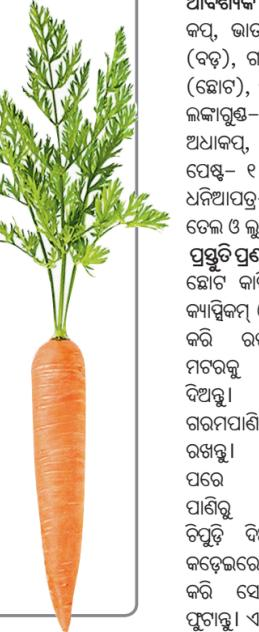 ଆବଶ୍ୟକ
କପ୍, ଭାତ
(ବଡ଼), ଗ
(ଛୋଟ),
ଲଙ୍କାଗୁଣ୍ଡ–
ଅଧାକପ୍,
ପେଷ୍ଟ– ୧
ଧନିଆପତ୍ର–
ତେଲ ଓ ଲୁ
ପ୍ରସ୍ତୁତି ପ୍ରଣ
ଛୋଟ କାଟି
କ୍ୟାପ୍ସିକମ୍
କରି ରଖ
ମଟରକୁ
ଦିଅନ୍ତୁ।
ଗରମପାଣି
ରଖନ୍ତୁ।
ପରେ
ପାଣିରୁ
ଚିପୁଡ଼ି ଦି
କଡ଼େଇରେ
କରି ସେ
ଫୁଟାନ୍ତୁ। ଏ